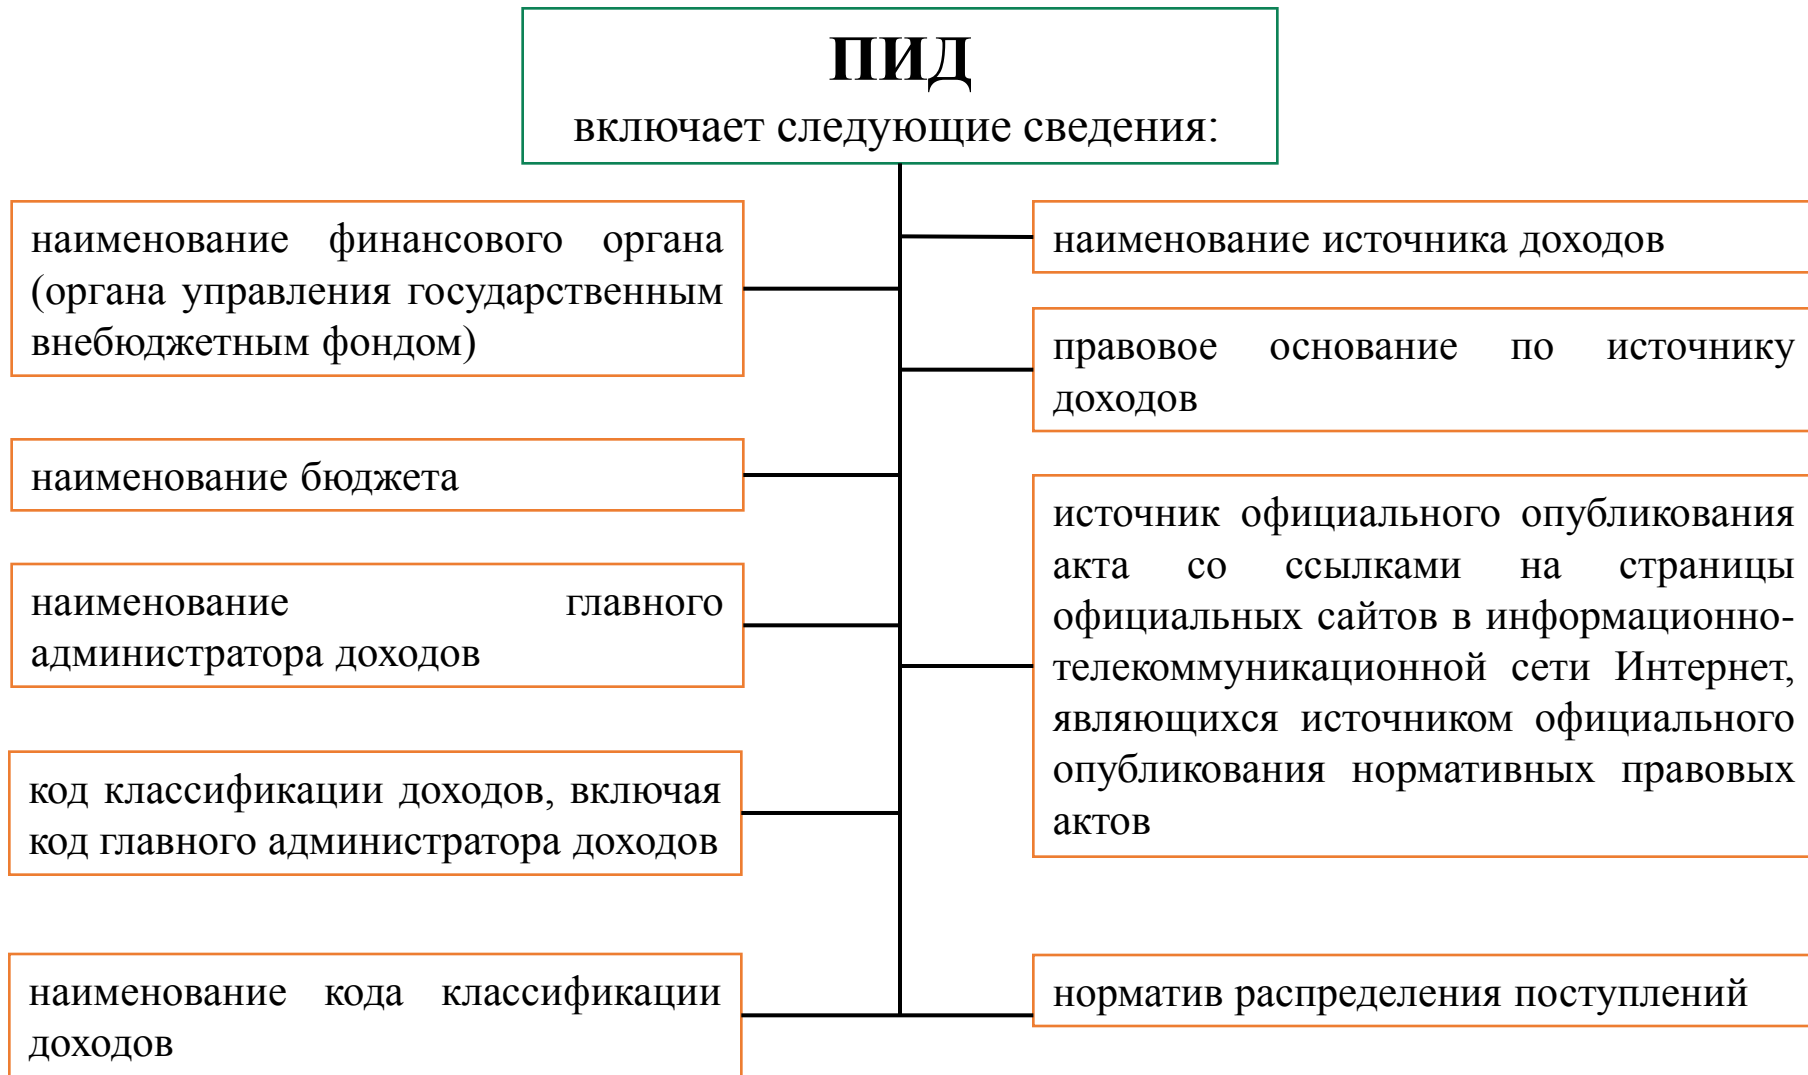 ПИД
включает следующие сведения:
наименование финансового органа
(органа управления государственным
внебюджетным фондом)
наименование бюджета
наименование главного
администратора доходов
код классификации доходов, включая
код главного администратора доходов
наименование кода классификации
доходов
наименование источника доходов
правовое основание по источнику
доходов
источник официального опубликования
акта со ссылками на страницы
официальных сайтов в информационно-
телекоммуникационной сети Интернет,
являющихся источником официального
опубликования нормативных правовых
актов
норматив распределения поступлений